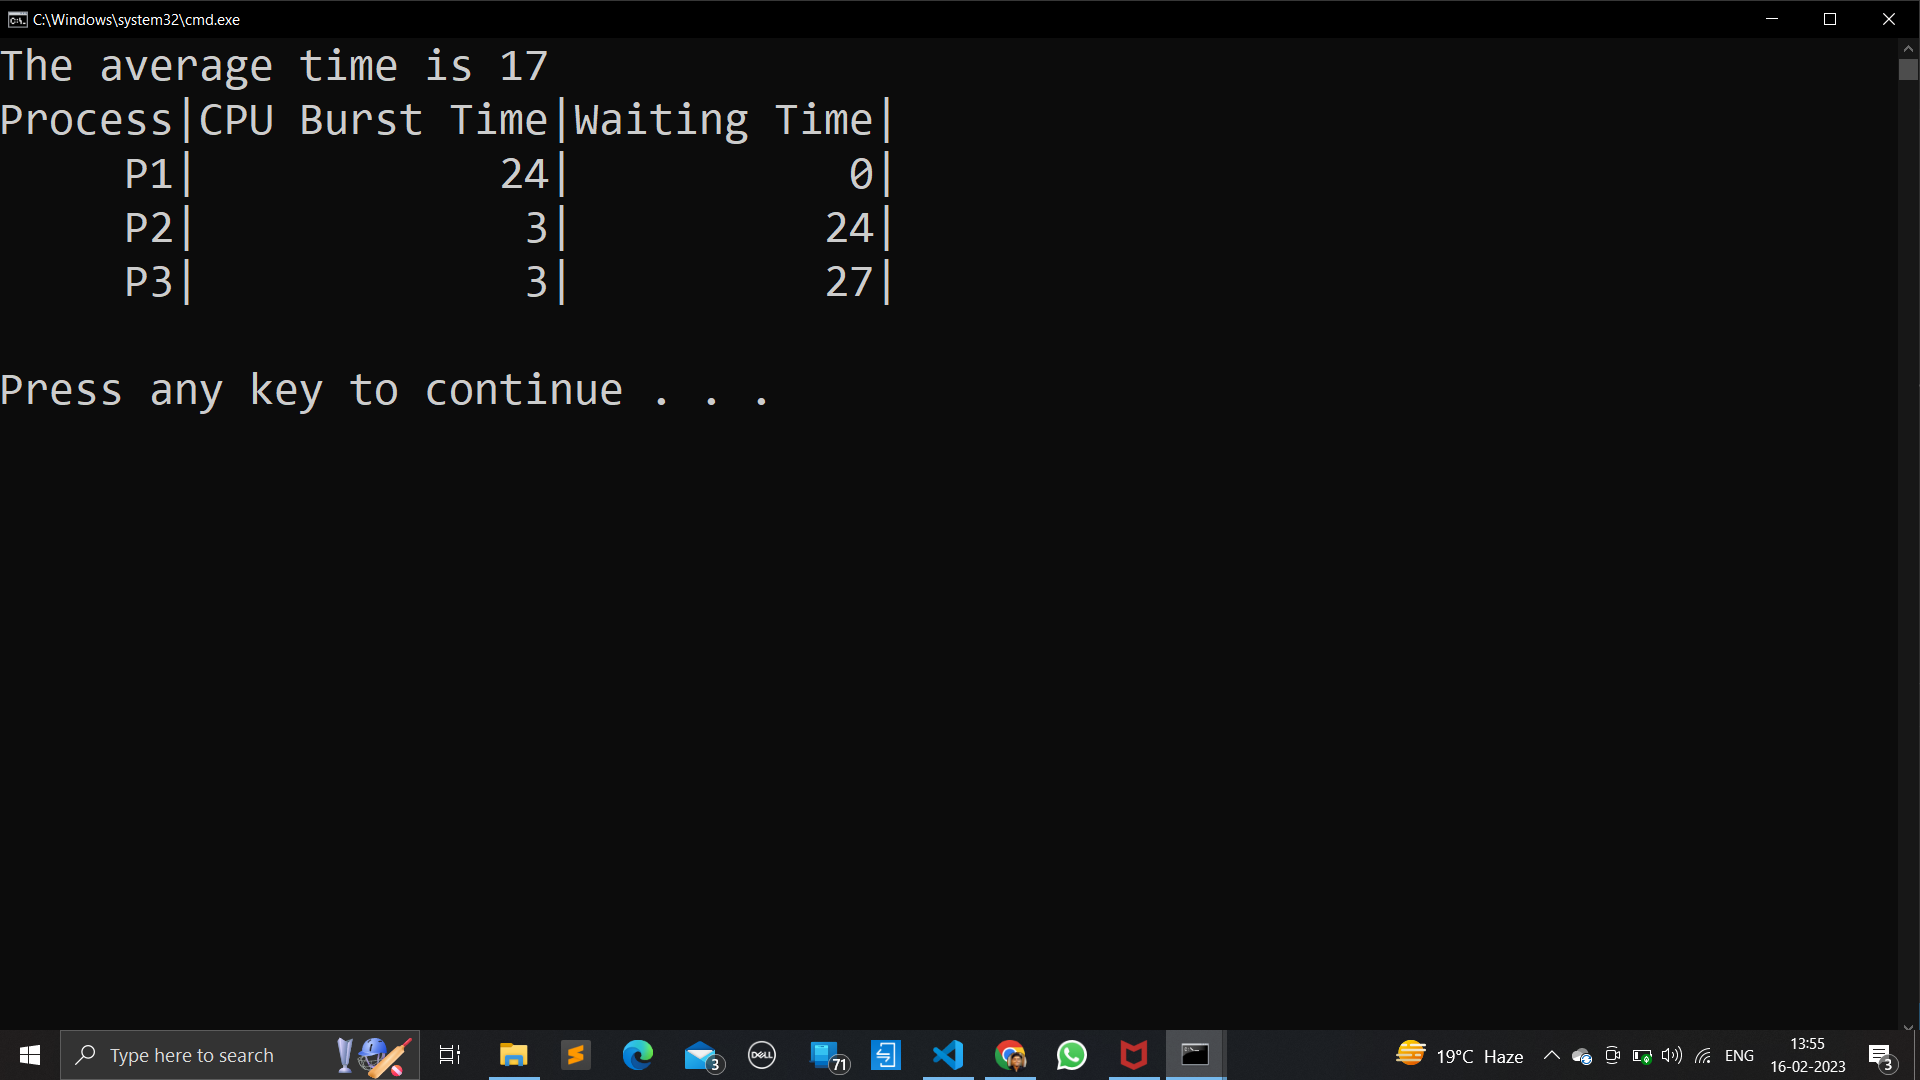 C:\Windows\system32\cmd.exe
The average time is 17
Process|CPU Burst Time|Waiting Time|
P1| 24| 0|
P2| 3| 24|
P3| 3| 27|
Press any key to continue . . .
Type here to search
3
DELL
71
19°C Haze
ENG
13:55
16-02-2023
3